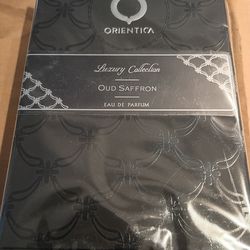 ORIENTICA
Luxury Collection
OUD SAFFRON
EAU DE PARFUM